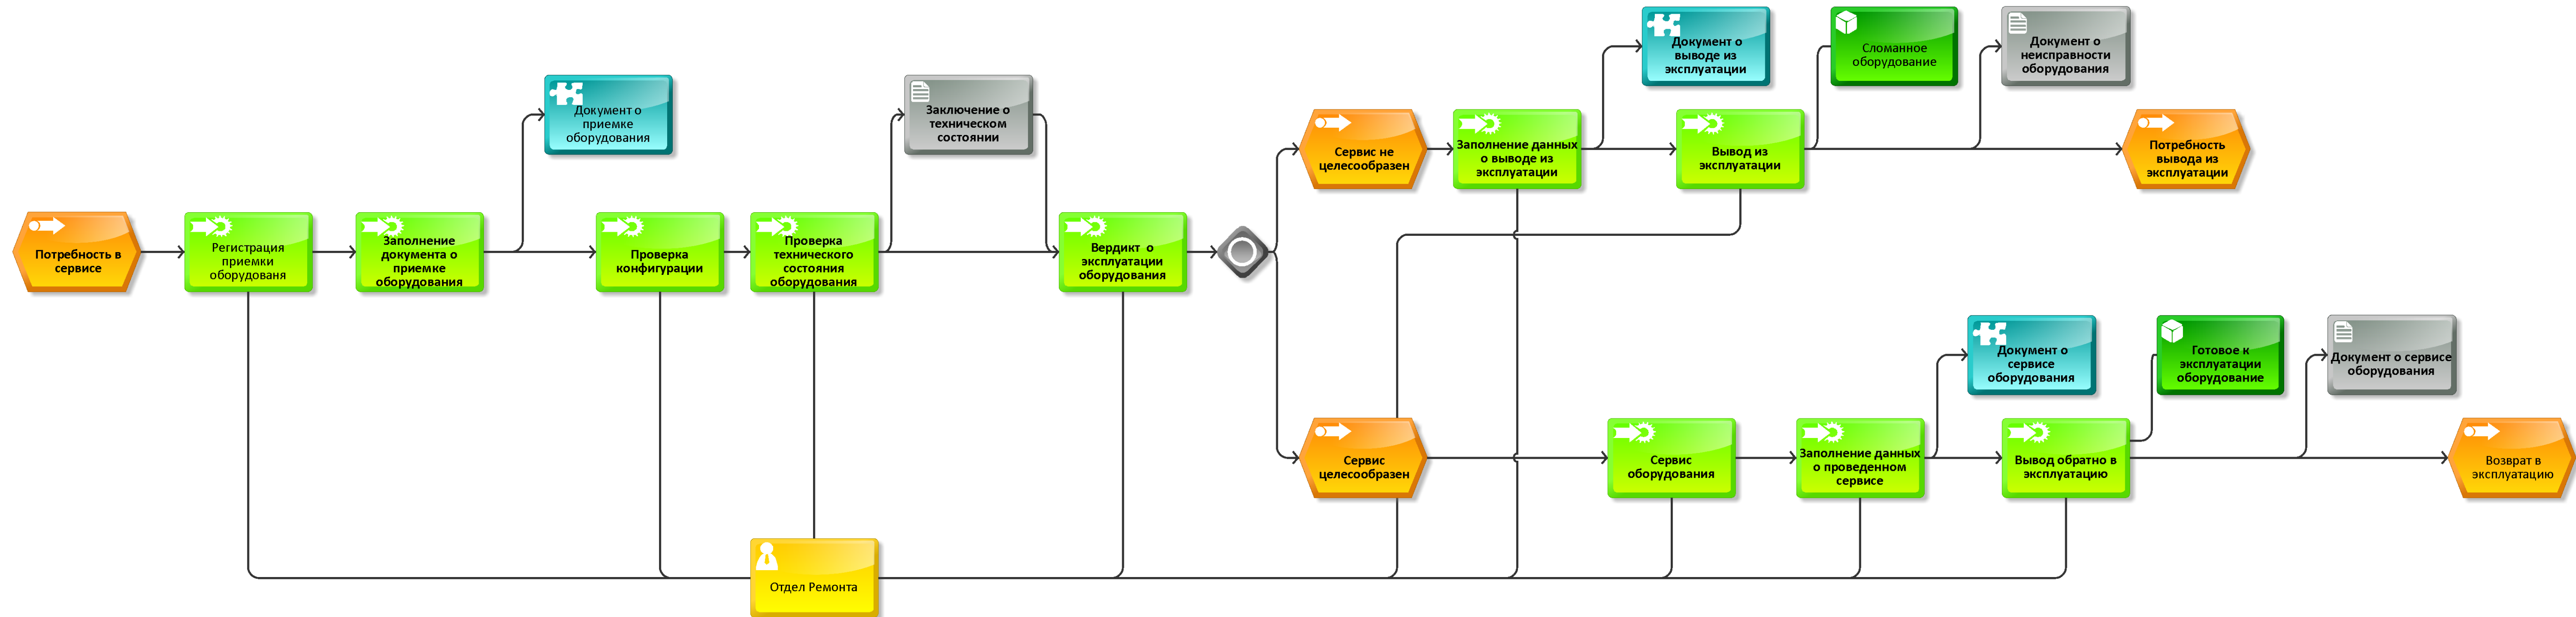 Документ о
выводе из
эксплуатации
Сломанное
оборудование
Документ о
неисправности
оборудования
Документ о
приемке
оборудования
Заключение о
техническом
состоянии
Сервис не
целесообразен
Заполнение данных
о выводе из
эксплуатации
Вывод из
эксплуатации
Потребность
вывода из
эксплуатации
Потребность в
сервисе
Регистрация
приемки
оборудованя
Заполнение
документа о
приемке
оборудования
Проверка
конфигурации
Проверка
технического
состояния
оборудования
Вердикт о
эксплуатации
оборудования
Документ о
сервисе
оборудования
Готовое к
эксплуатации
оборудование
Документ о сервисе
оборудования
Сервис
целесообразен
Сервис
оборудования
Заполнение данных
о проведенном
сервисе
Вывод обратно в
эксплуатацию
Возврат в
эксплуатацию
Отдел Ремонта